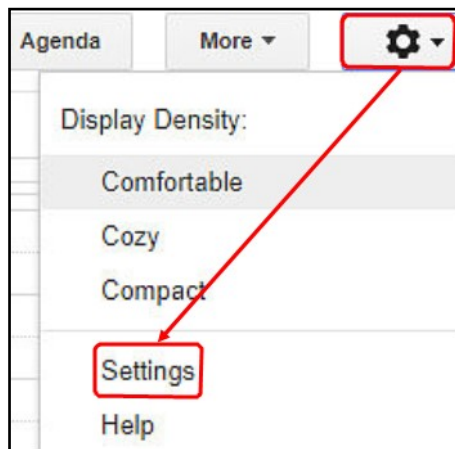 Agenda More
Display Density:
Comfortable
Cozy
Compact
Settings
Help